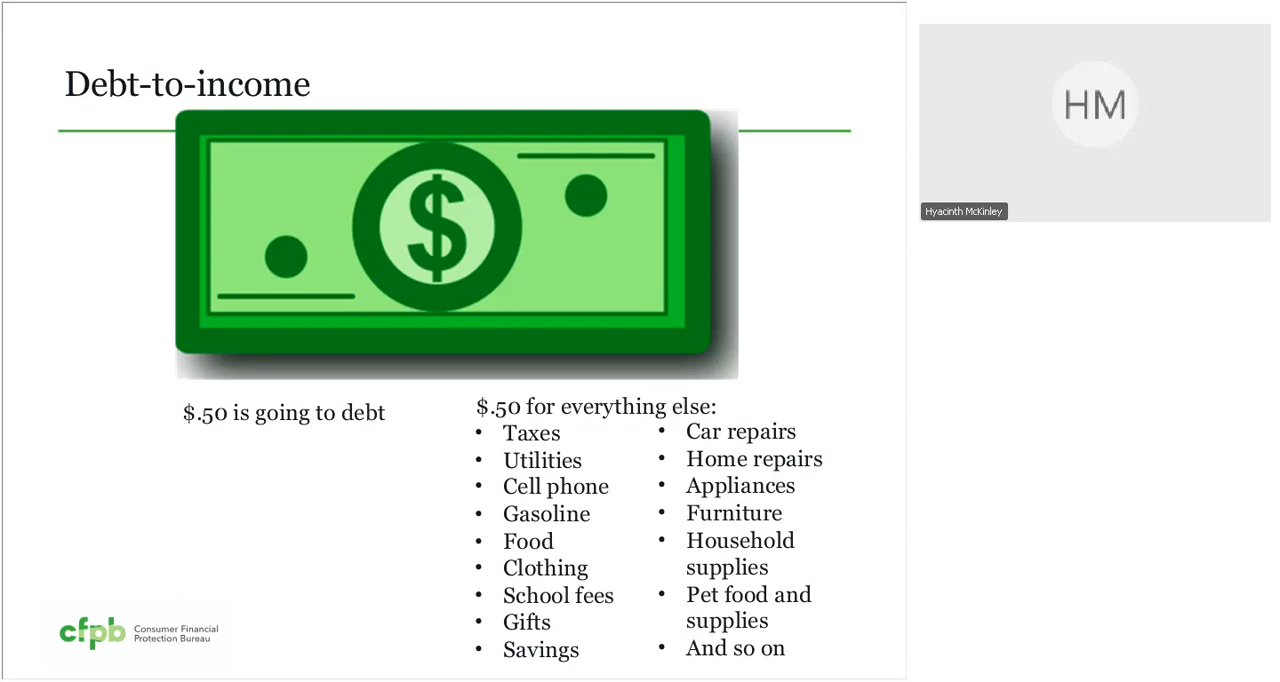 Debt-to-income
$
$.50 is going to debt
$.50 for everything else:
• Taxes
• Utilities
• Cell phone
• Gasoline
• Food
• Clothing
• School fees
• Gifts
• Savings
• Car repairs
• Home repairs
• Appliances
• Furniture
• Household
supplies
• Pet food and
supplies
• And so on
cfpb
Consumer Financial
Protection Bureau
HM
Hyacinth McKinley